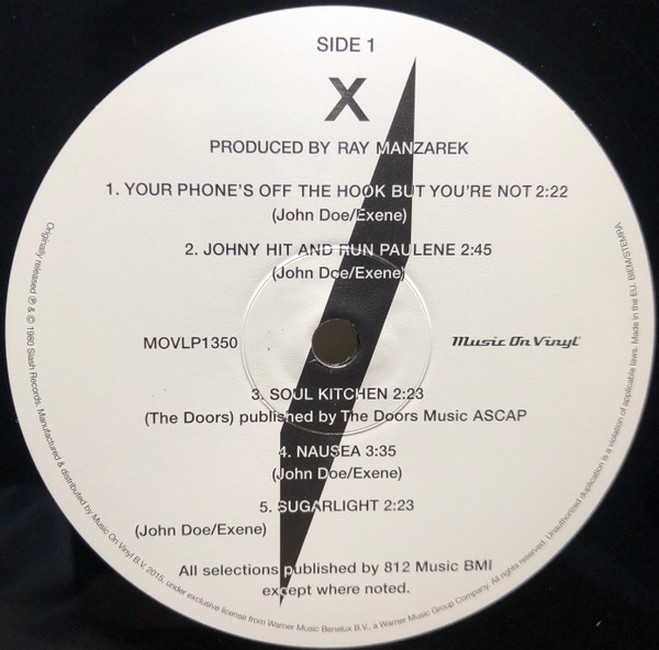 SIDE 1
X
PRODUCED BY RAY MANZAREK
1. YOUR PHONE'S OFF THE HOOK BUT YOU'RE NOT 2:22
(John Doe/Exene)
2. JOHNY HIT AND RUN PAULENE 2:45
(John Doe/Exene)
MOVLP1350
Music On Vinyl
3. SOUL KITCHEN 2:23
(The Doors) published by The Doors Music ASCAP
4. NAUSEA 3:35
(John Doe/Exene)
5. SUGARLIGHT 2:23
(John Doe/Exene)
All selections published by 812 Music BMI
except where noted.
Originally released ℗ & © 1980 Slash Records. Manufactured & distributed by Music On Vinyl B.V. 2015, under exclusive license from Warner Music Benelux B.V., a Warner Music Group Company. All rights reserved. Unauthorized duplication is a violation of applicable laws. Made in the EU. BIEM/STEMRA